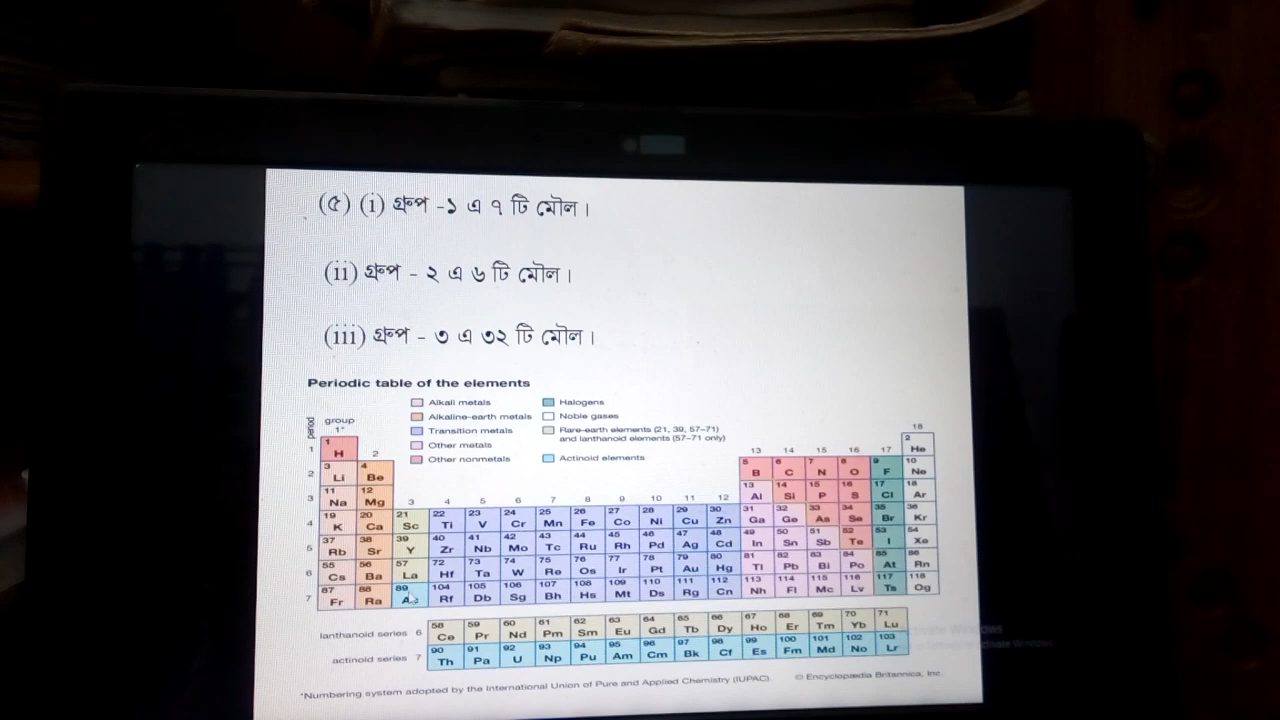 (৫) (i) গ্রুপ -১ এ ৭ টি মৌল।
(ii) গ্রুপ - ২ এ ৬ টি মৌল।
(iii) গ্রুপ - ৩ এ ৩২ টি মৌল।
Periodic table of the elements
Alkali metals
Alkaline-earth metals
Transition metals
Other metals
Other nonmetals
Halogens
Noble gases
Rare-earth elements (21, 39, 57–71)
and lanthanoid elements (57–71 only)
Actinoid elements
period
group
1*
2
3 4 5 6 7 8 9 10 11 12
13 14 15 16 17
18
1
1 H
2 He
2
3 Li 4 Be 5 B 6 C 7 N 8 O 9 F 10 Ne
3
11 Na 12 Mg 13 Al 14 Si 15 P 16 S 17 Cl 18 Ar
4
19 K 20 Ca 21 Sc 22 Ti 23 V 24 Cr 25 Mn 26 Fe 27 Co 28 Ni 29 Cu 30 Zn 31 Ga 32 Ge 33 As 34 Se 35 Br 36 Kr
5
37 Rb 38 Sr 39 Y 40 Zr 41 Nb 42 Mo 43 Tc 44 Ru 45 Rh 46 Pd 47 Ag 48 Cd 49 In 50 Sn 51 Sb 52 Te 53 I 54 Xe
6
55 Cs 56 Ba 57 La 72 Hf 73 Ta 74 W 75 Re 76 Os 77 Ir 78 Pt 79 Au 80 Hg 81 Tl 82 Pb 83 Bi 84 Po 85 At 86 Rn
7
87 Fr 88 Ra 89 104 Rf 105 Db 106 Sg 107 Bh 108 Hs 109 Mt 110 Ds 111 Rg 112 Cn 113 Nh 114 Fl 115 Mc 116 Lv 117 Ts 118 Og
lanthanoid series 6 58 Ce 59 Pr 60 Nd 61 Pm 62 Sm 63 Eu 64 Gd 65 Tb 66 Dy 67 Ho 68 Er 69 Tm 70 Yb 71 Lu
actinoid series 7 90 Th 91 Pa 92 U 93 Np 94 Pu 95 Am 96 Cm 97 Bk 98 Cf 99 Es 100 Fm 101 Md 102 No 103 Lr
*Numbering system adopted by the International Union of Pure and Applied Chemistry (IUPAC).
© Encyclopædia Britannica, Inc.